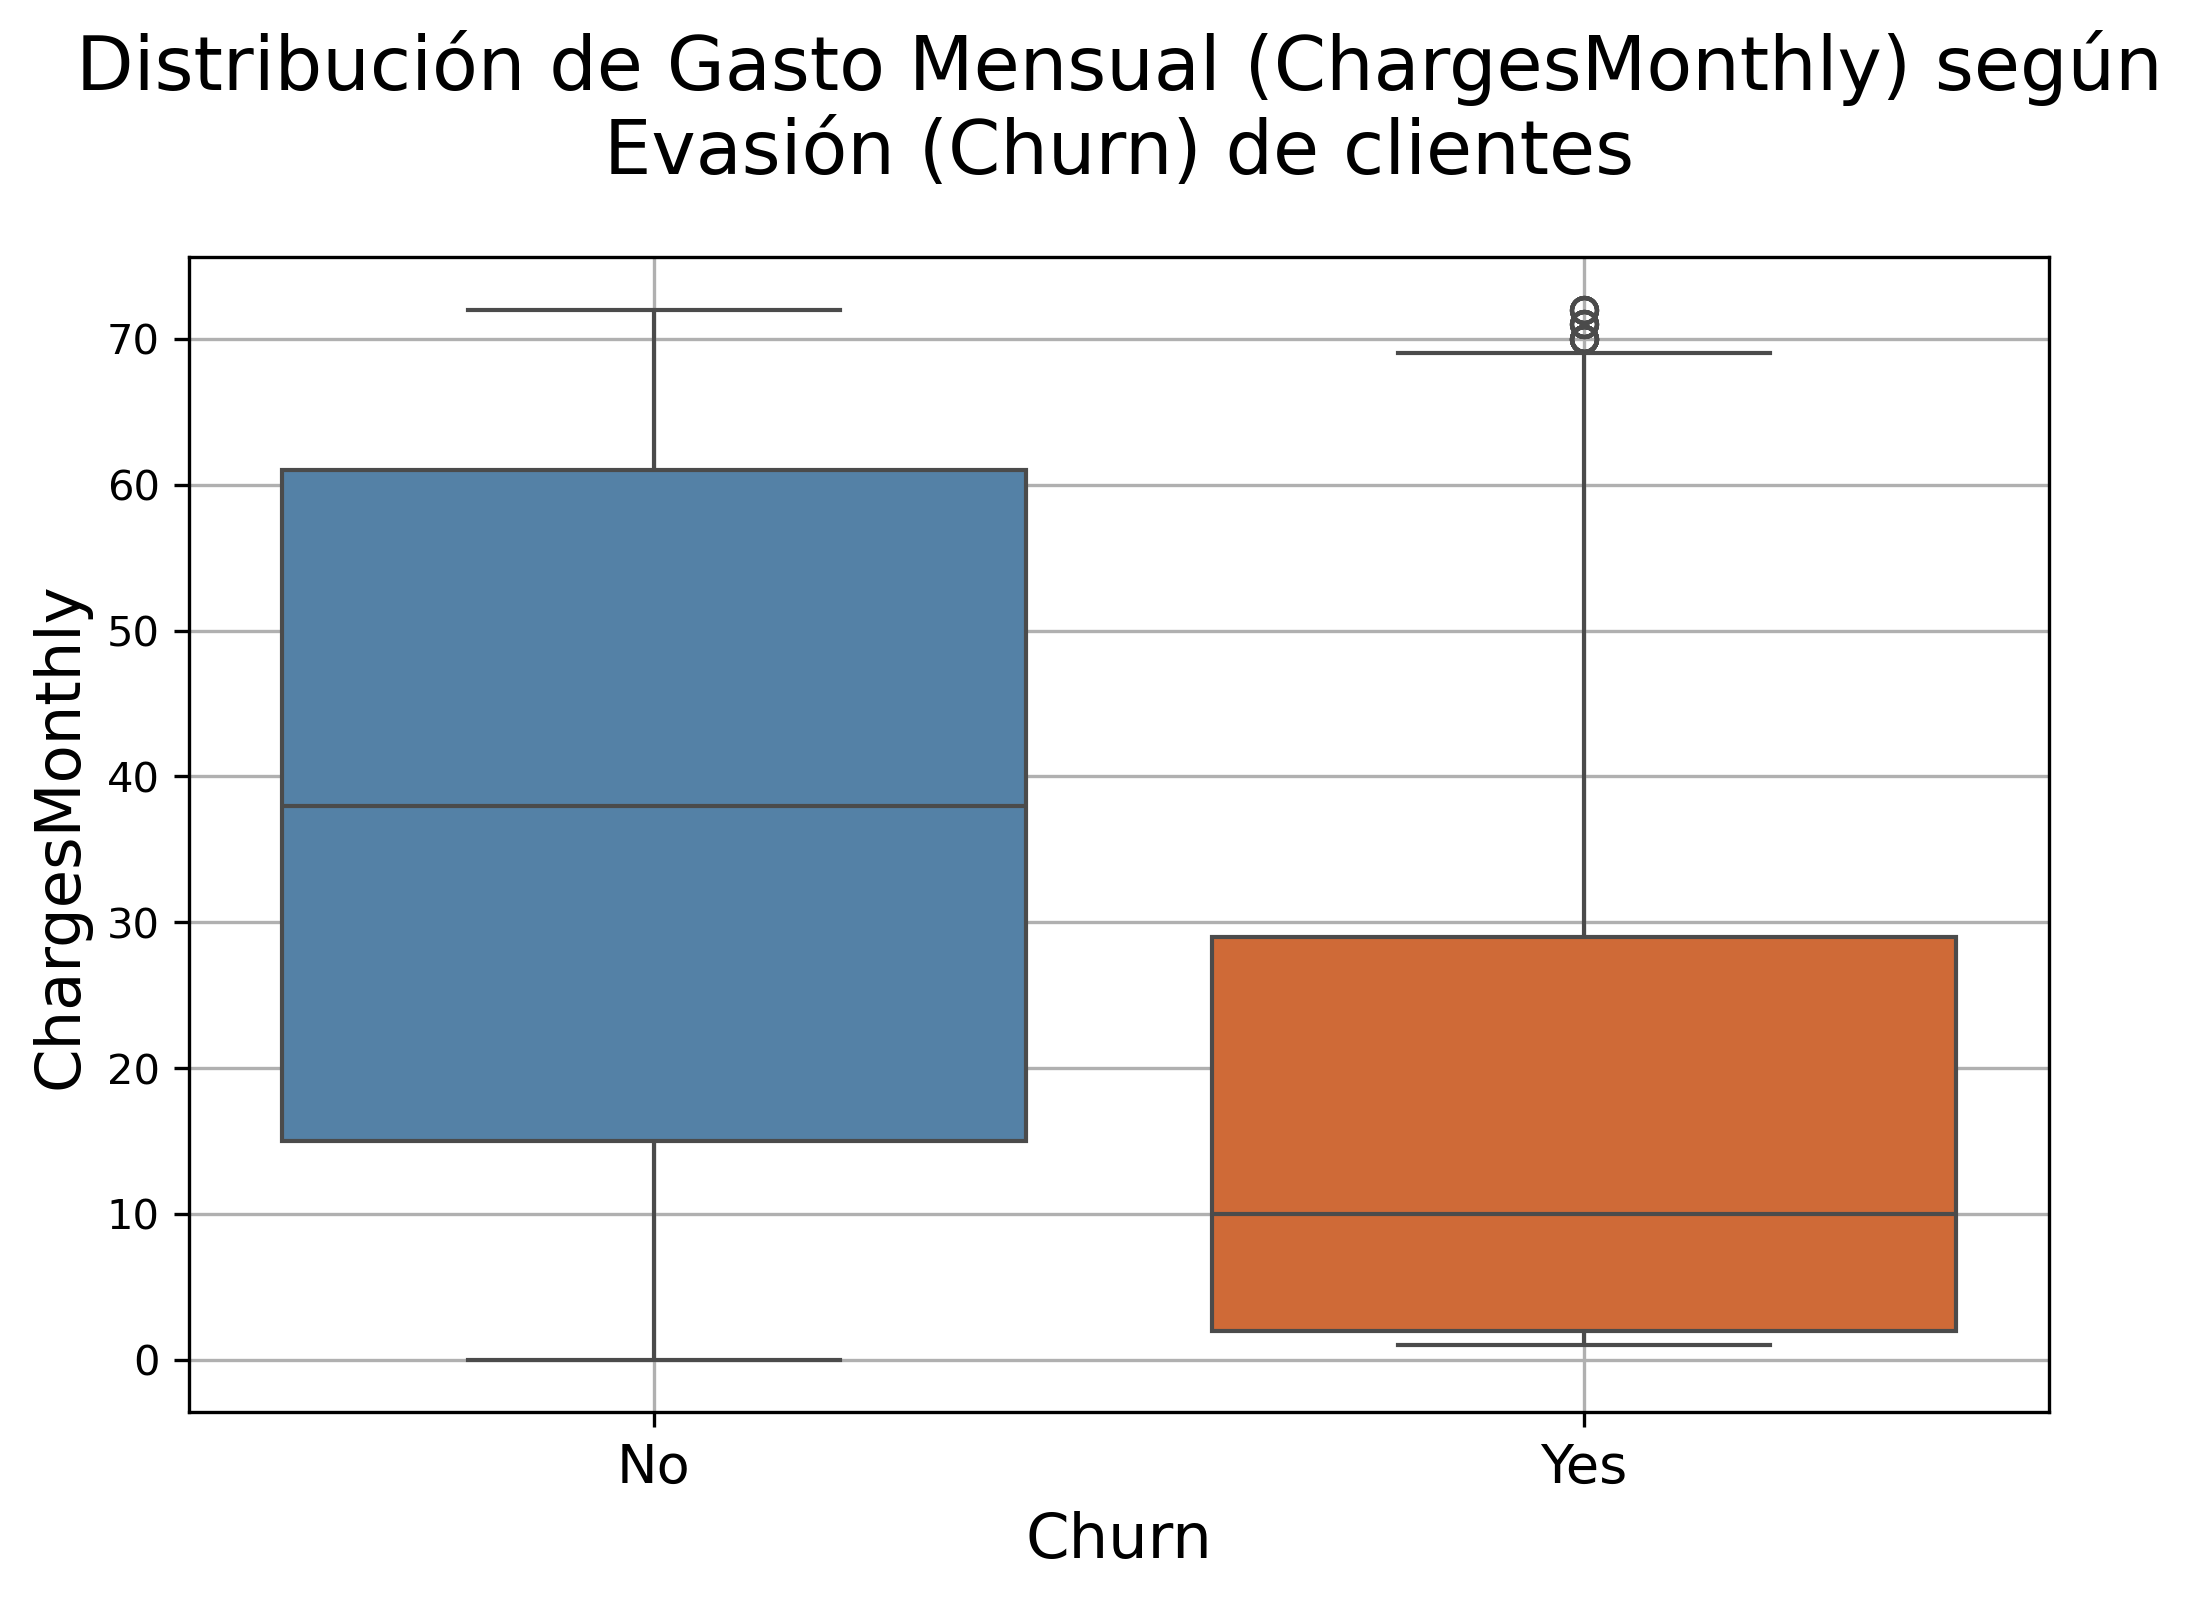 Distribución de Gasto Mensual (ChargesMonthly) según
Evasión (Churn) de clientes
ChargesMonthly
70
60
50
40
30
20
10
0
No
Yes
Churn